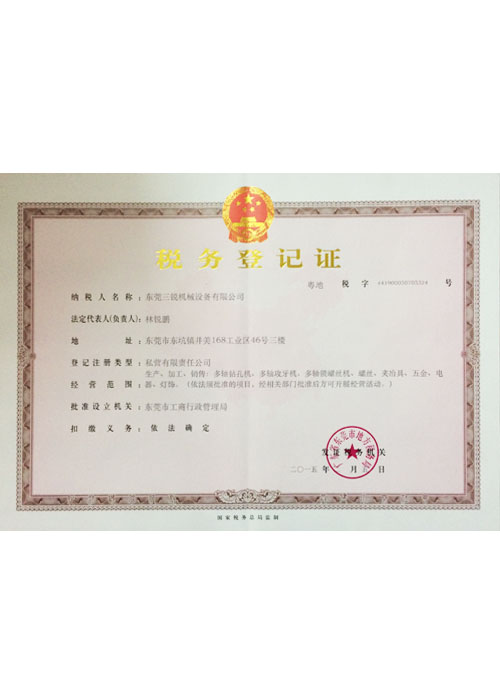 税务登记证
粤地 税 字 号
纳税人名称：东莞三锐机械设备有限公司
法定代表人(负责人)：林锐鹏
地 址：东莞市东坑镇井美168工业区46号三楼
登记注册类型：私营有限责任公司
经营范围：生产、加工、销售：多轴钻孔机、多轴攻牙机、多轴锁螺丝机、螺丝、夹治具、五金、电
器、灯饰。（依法须批准的项目，经相关部门批准后方可开展经营活动。）
批准设立机关：东莞市工商行政管理局
扣缴义务：依法确定
发证税务机关
二〇一五年 月 日
国家税务总局监制